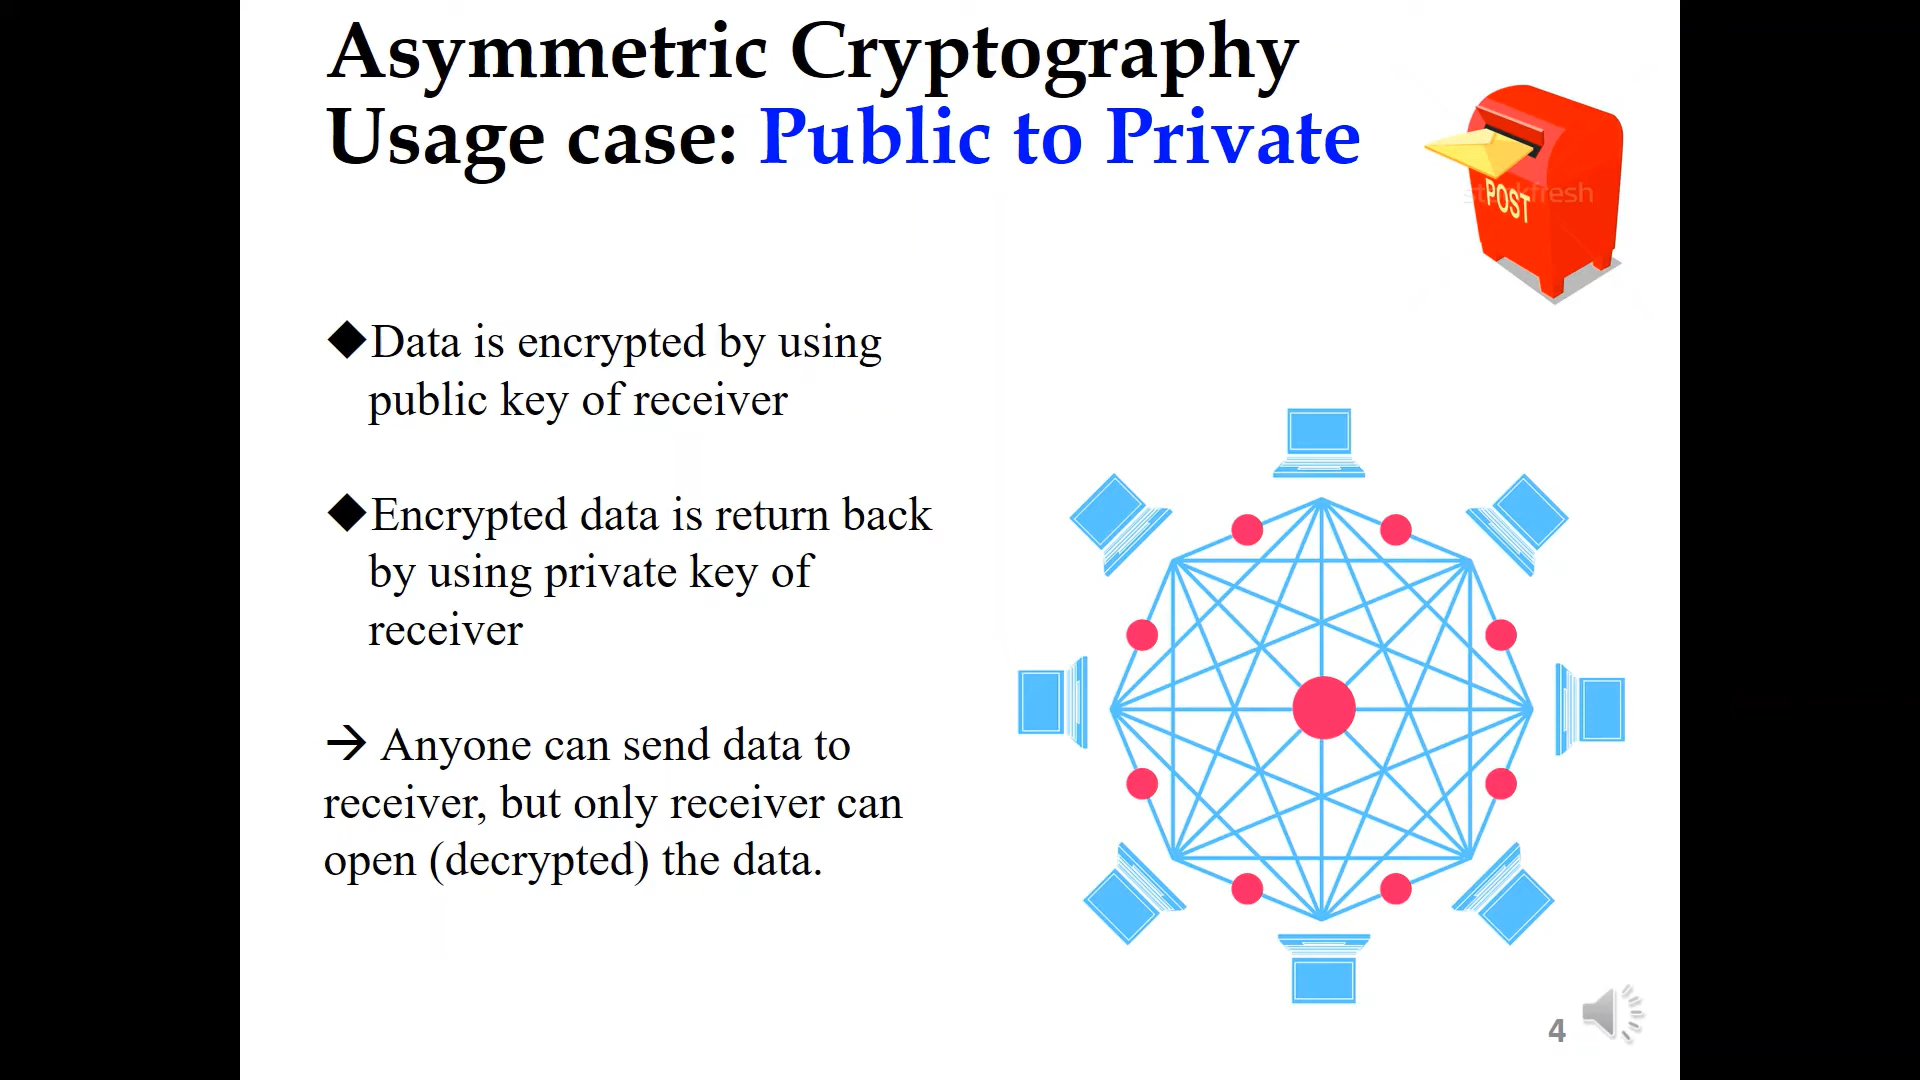 Asymmetric Cryptography
Usage case: Public to Private
POST
stockfresh
◆Data is encrypted by using
public key of receiver
◆Encrypted data is return back
by using private key of
receiver
→ Anyone can send data to
receiver, but only receiver can
open (decrypted) the data.
4